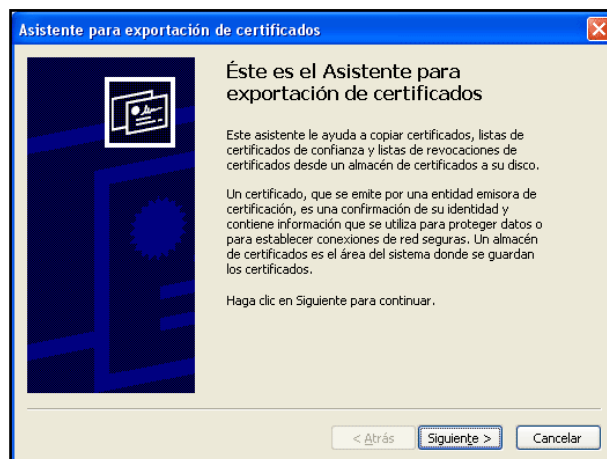 Asistente para exportación de certificados
Éste es el Asistente para
exportación de certificados
Este asistente le ayuda a copiar certificados, listas de
certificados de confianza y listas de revocaciones de
certificados desde un almacén de certificados a su disco.
Un certificado, que se emite por una entidad emisora de
certificación, es una confirmación de su identidad y
contiene información que se utiliza para proteger datos o
para establecer conexiones de red seguras. Un almacén
de certificados es el área del sistema donde se guardan
los certificados.
Haga clic en Siguiente para continuar.
< Atrás Siguiente > Cancelar